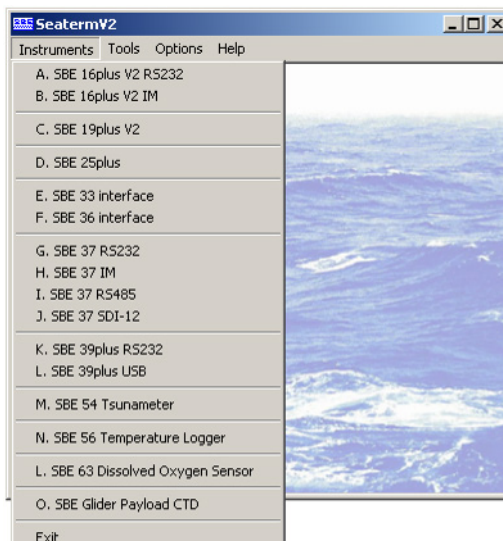 SeatermV2
Instruments Tools Options Help
A. SBE 16plus V2 RS232
B. SBE 16plus V2 IM
C. SBE 19plus V2
D. SBE 25plus
E. SBE 33 interface
F. SBE 36 interface
G. SBE 37 RS232
H. SBE 37 IM
I. SBE 37 RS485
J. SBE 37 SDI-12
K. SBE 39plus RS232
L. SBE 39plus USB
M. SBE 54 Tsunameter
N. SBE 56 Temperature Logger
L. SBE 63 Dissolved Oxygen Sensor
O. SBE Glider Payload CTD
Exit